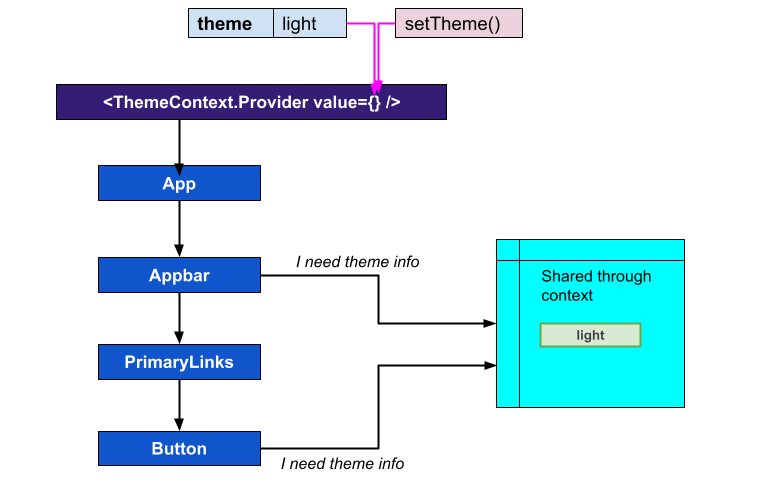 theme light setTheme()
<ThemeContext.Provider value={} />
App
Appbar
I need theme info
Shared through
context
light
PrimaryLinks
Button
I need theme info